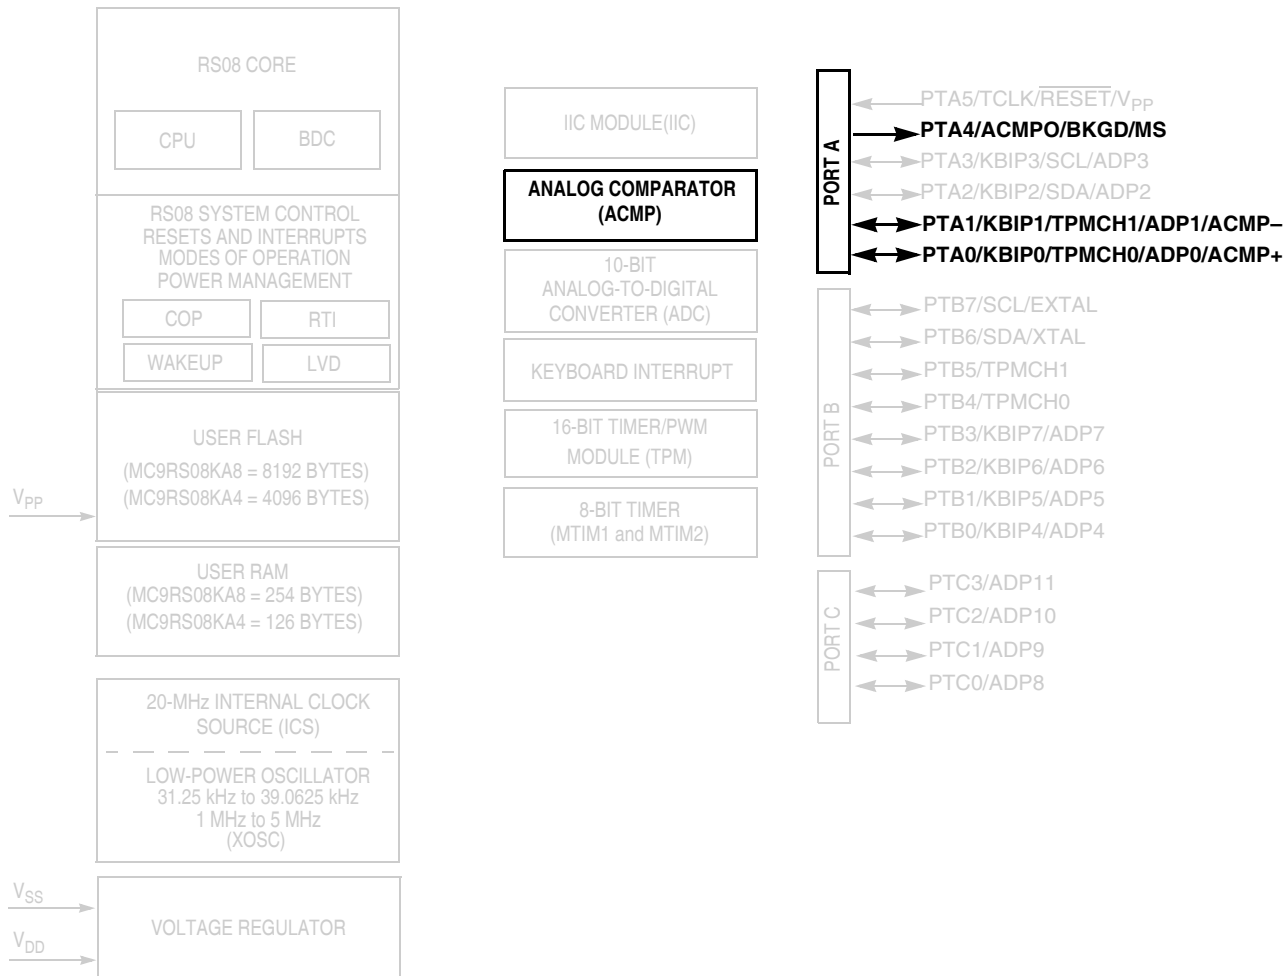 RS08 CORE
CPU
BDC
RS08 SYSTEM CONTROL
RESETS AND INTERRUPTS
MODES OF OPERATION
POWER MANAGEMENT
COP
RTI
WAKEUP
LVD
USER FLASH
(MC9RS08KA8 = 8192 BYTES)
(MC9RS08KA4 = 4096 BYTES)
VPP
USER RAM
(MC9RS08KA8 = 254 BYTES)
(MC9RS08KA4 = 126 BYTES)
20-MHz INTERNAL CLOCK
SOURCE (ICS)
LOW-POWER OSCILLATOR
31.25 kHz to 39.0625 kHz
1 MHz to 5 MHz
(XOSC)
VSS
VDD
VOLTAGE REGULATOR
IIC MODULE(IIC)
ANALOG COMPARATOR
(ACMP)
10-BIT
ANALOG-TO-DIGITAL
CONVERTER (ADC)
KEYBOARD INTERRUPT
16-BIT TIMER/PWM
MODULE (TPM)
8-BIT TIMER
(MTIM1 and MTIM2)
PORT A
PTA5/TCLK/RESET/VPP
PTA4/ACMPO/BKGD/MS
PTA3/KBIP3/SCL/ADP3
PTA2/KBIP2/SDA/ADP2
PTA1/KBIP1/TPMCH1/ADP1/ACMP–
PTA0/KBIP0/TPMCH0/ADP0/ACMP+
PORT B
PTB7/SCL/EXTAL
PTB6/SDA/XTAL
PTB5/TPMCH1
PTB4/TPMCH0
PTB3/KBIP7/ADP7
PTB2/KBIP6/ADP6
PTB1/KBIP5/ADP5
PTB0/KBIP4/ADP4
PORT C
PTC3/ADP11
PTC2/ADP10
PTC1/ADP9
PTC0/ADP8